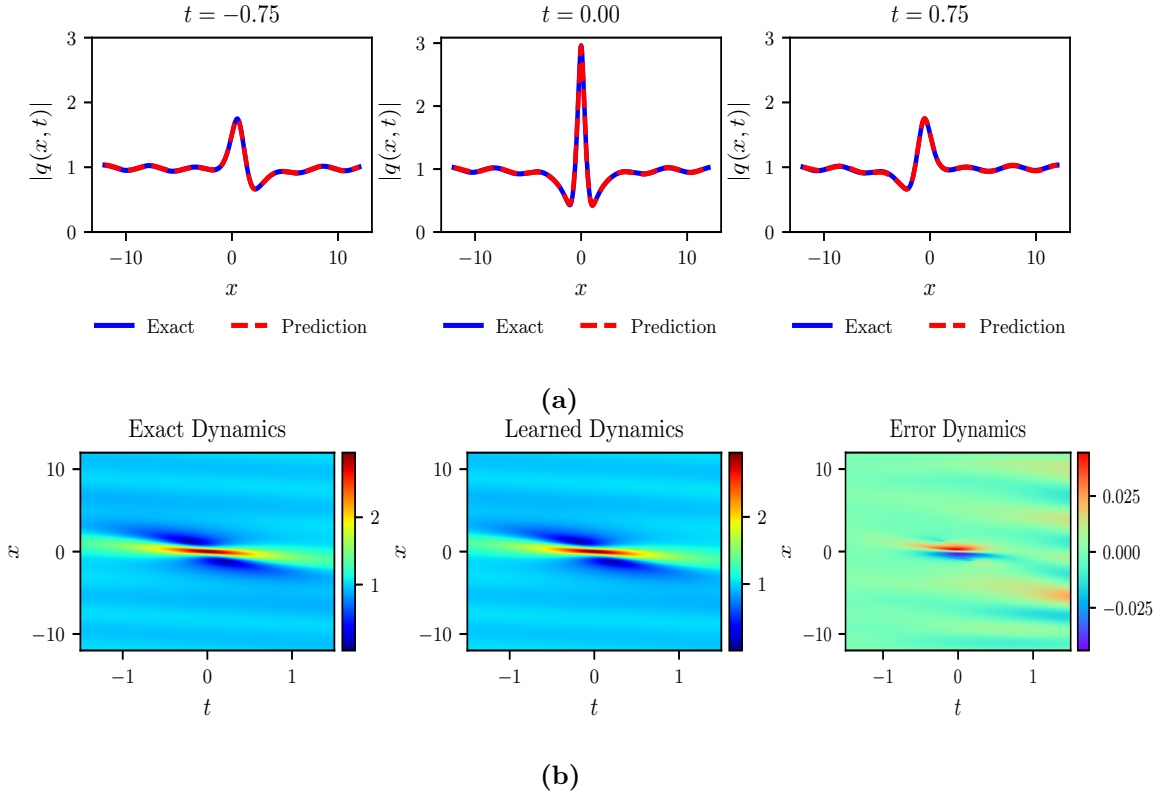 t = −0.75
t = 0.00
t = 0.75
|q(x, t)|
3
2
1
0
−10
0
10
x
Exact
Prediction
|q(x, t)|
3
2
1
0
−10
0
10
x
Exact
Prediction
|q(x, t)|
3
2
1
0
−10
0
10
x
Exact
Prediction
(a)
Exact Dynamics
Learned Dynamics
Error Dynamics
x
10
0
−10
−1
0
1
t
2
1
x
10
0
−10
−1
0
1
t
2
1
x
10
0
−10
−1
0
1
t
0.025
0.000
−0.025
(b)